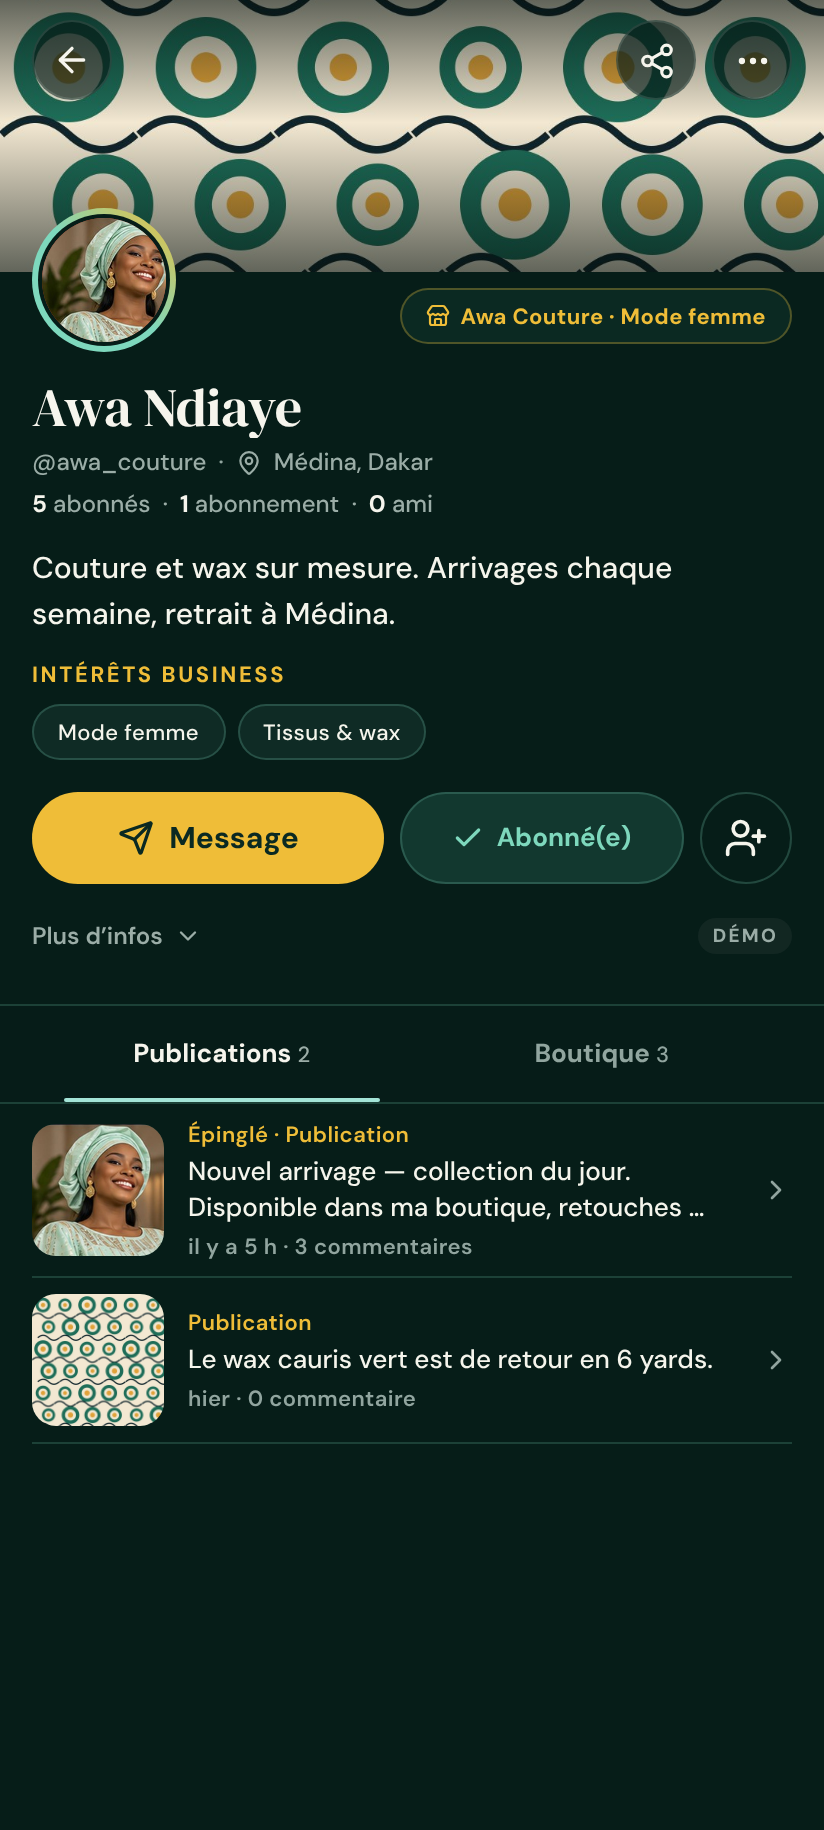 Awa Couture · Mode femme
Awa Ndiaye
@awa_couture · Médina, Dakar
5 abonnés · 1 abonnement · 0 ami
Couture et wax sur mesure. Arrivages chaque
semaine, retrait à Médina.
INTÉRÊTS BUSINESS
Mode femme
Tissus & wax
Message
Abonné(e)
Plus d’infos
DÉMO
Publications 2
Boutique 3
Épinglé · Publication
Nouvel arrivage — collection du jour.
Disponible dans ma boutique, retouches ...
il y a 5 h · 3 commentaires
Publication
Le wax cauris vert est de retour en 6 yards.
hier · 0 commentaire